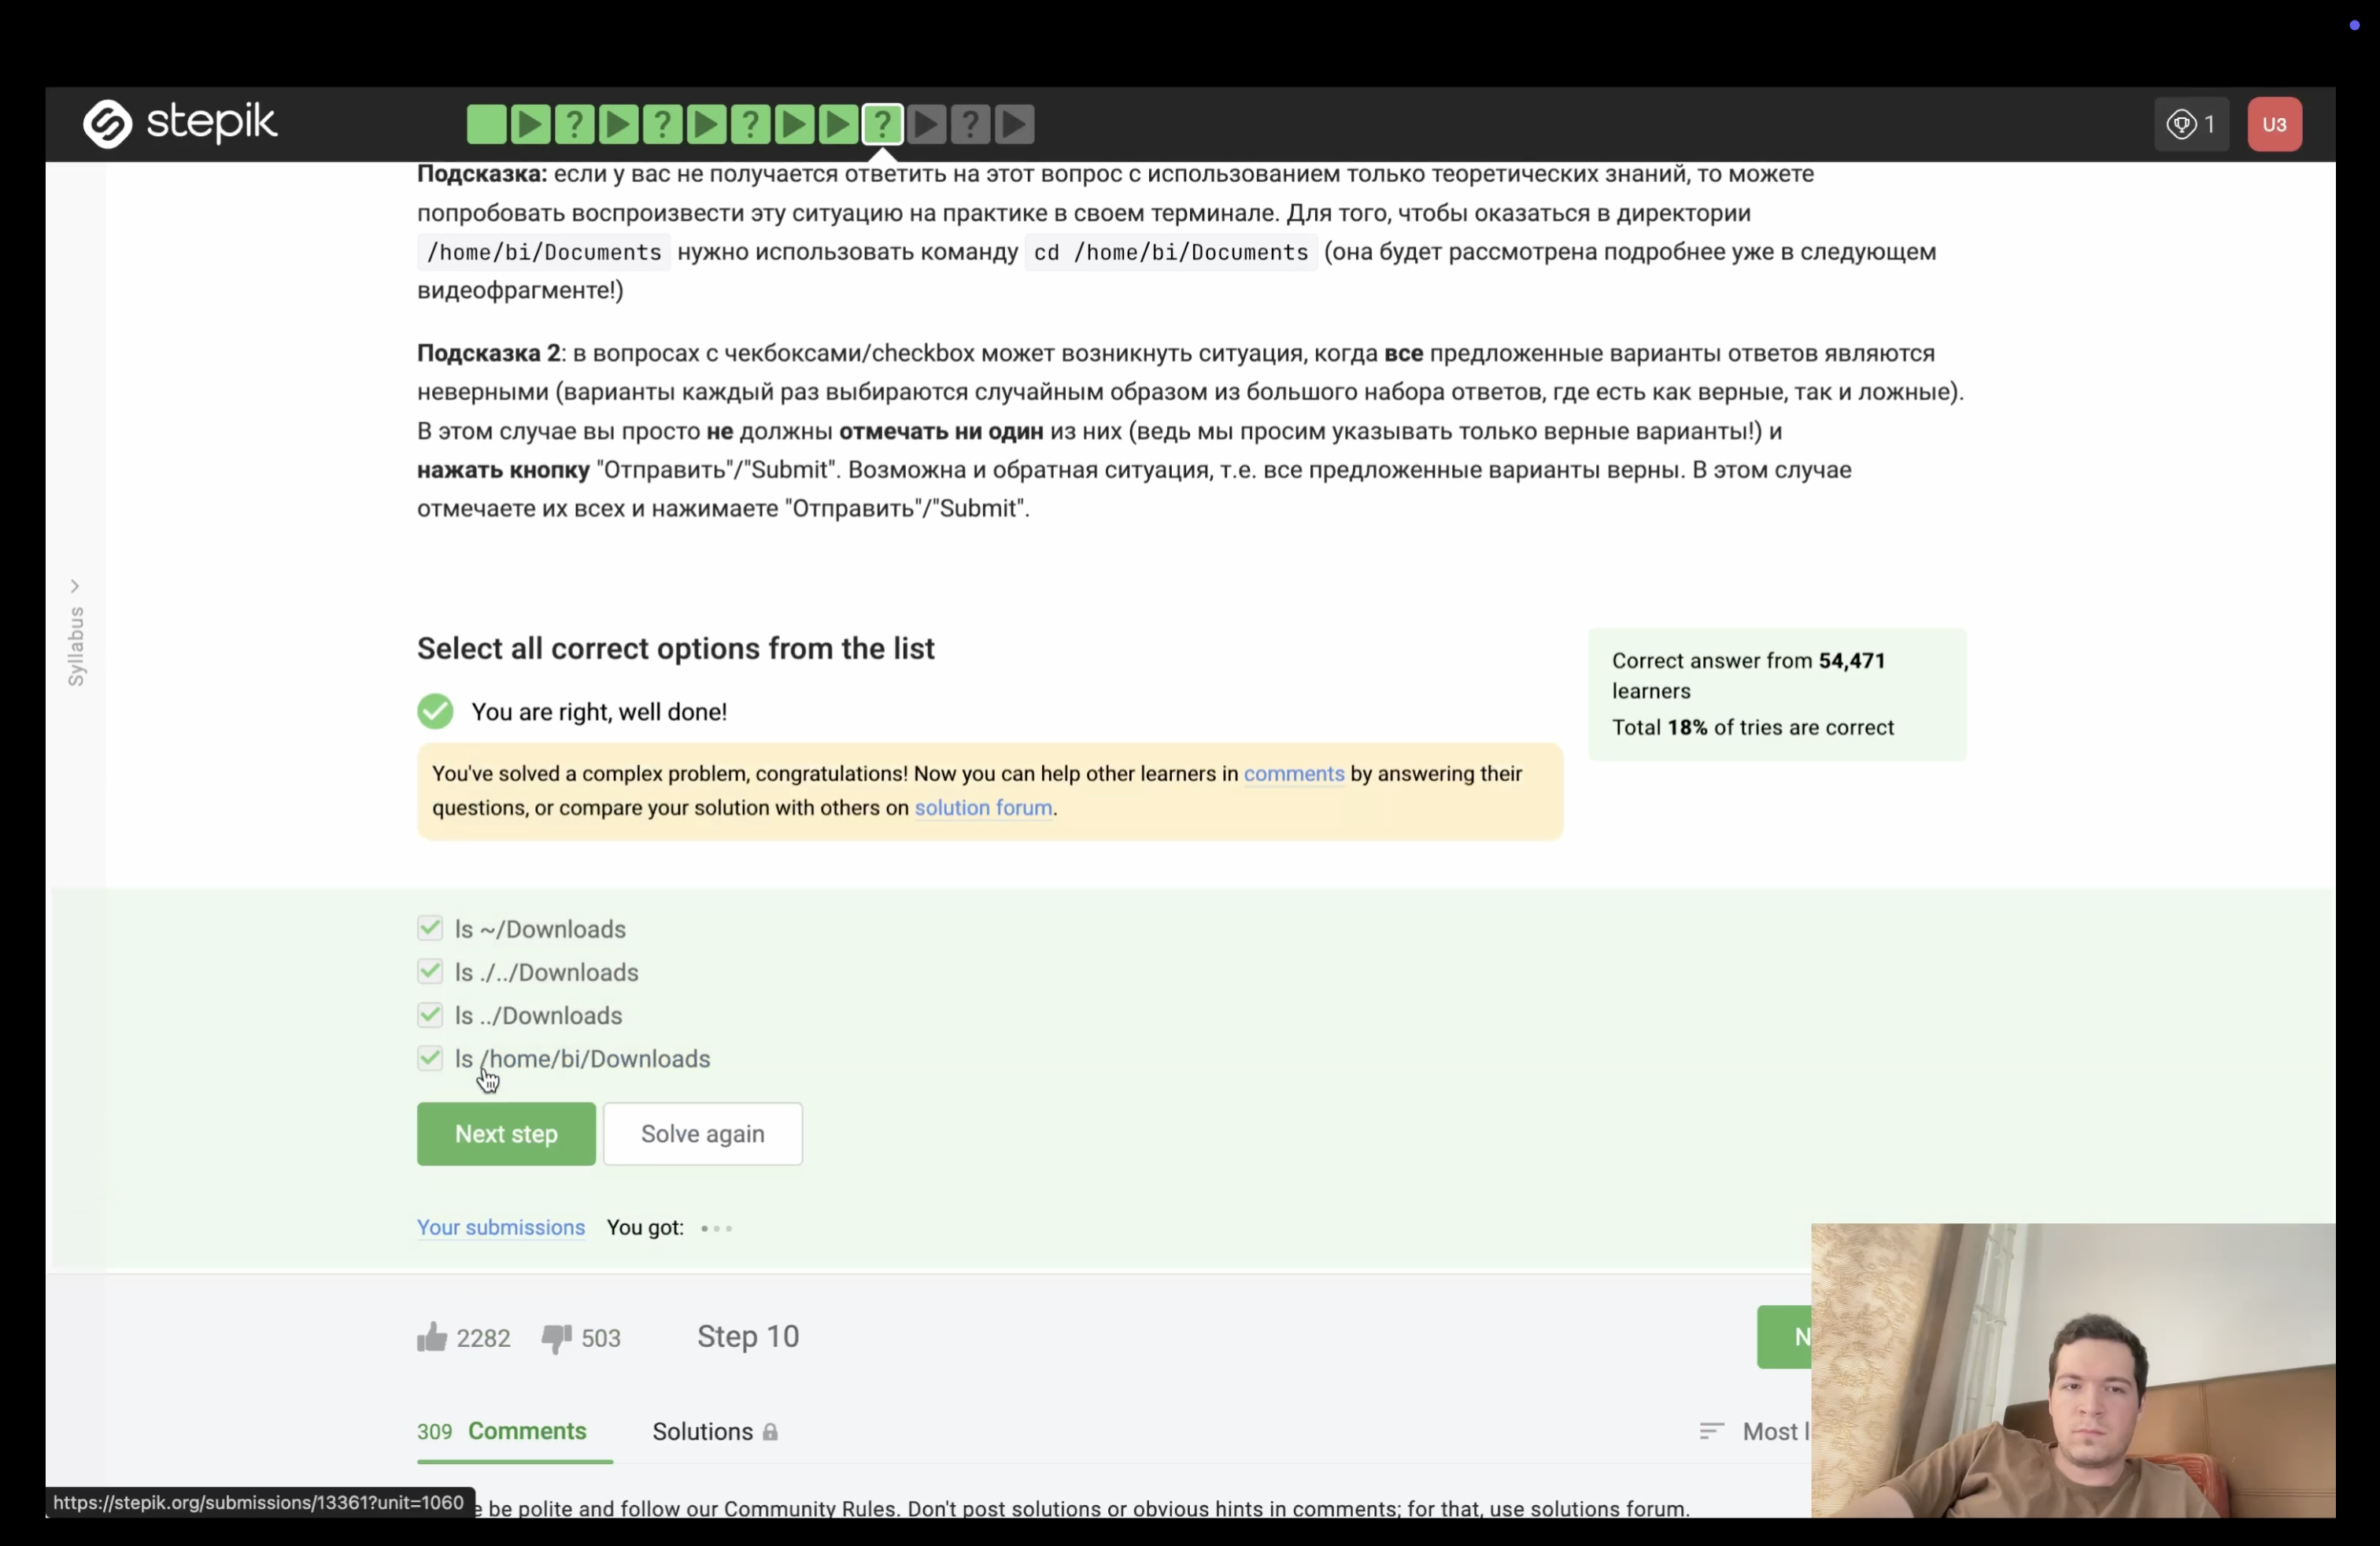 stepik
? ? ? ? ?
1
U3
Подсказка: если у вас не получается ответить на этот вопрос с использованием только теоретических знаний, то можете
попробовать воспроизвести эту ситуацию на практике в своем терминале. Для того, чтобы оказаться в директории
/home/bi/Documents нужно использовать команду cd /home/bi/Documents (она будет рассмотрена подробнее уже в следующем
видеофрагменте!)
Подсказка 2: в вопросах с чекбоксами/checkbox может возникнуть ситуация, когда все предложенные варианты ответов являются
неверными (варианты каждый раз выбираются случайным образом из большого набора ответов, где есть как верные, так и ложные).
В этом случае вы просто не должны отмечать ни один из них (ведь мы просим указывать только верные варианты!) и
нажать кнопку "Отправить"/"Submit". Возможна и обратная ситуация, т.е. все предложенные варианты верны. В этом случае
отмечаете их всех и нажимаете "Отправить"/"Submit".
Syllabus
Select all correct options from the list
You are right, well done!
You've solved a complex problem, congratulations! Now you can help other learners in comments by answering their
questions, or compare your solution with others on solution forum.
Correct answer from 54,471
learners
Total 18% of tries are correct
ls ~/Downloads
ls ./../Downloads
ls ../Downloads
ls /home/bi/Downloads
Next step Solve again
Your submissions You got:
2282 503 Step 10 N
309 Comments Solutions Most l
https://stepik.org/submissions/13361?unit=1060
e be polite and follow our Community Rules. Don't post solutions or obvious hints in comments; for that, use solutions forum.